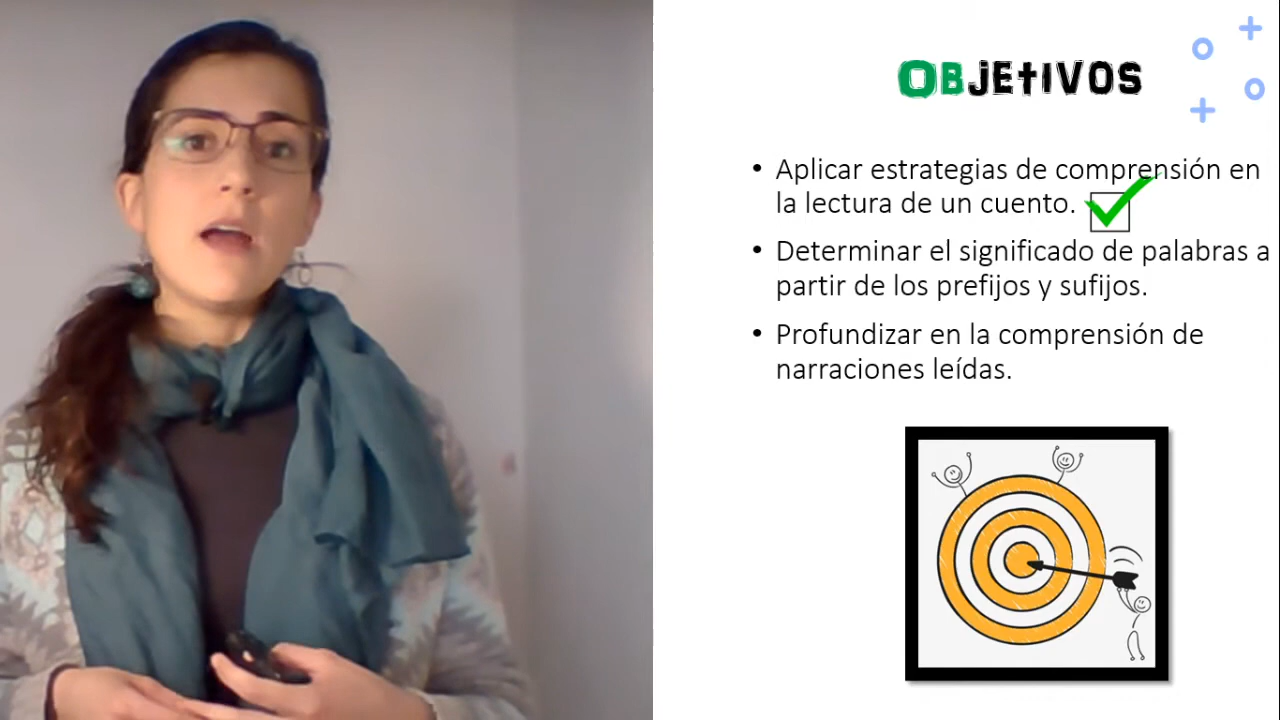 OBJETIVOS
• Aplicar estrategias de comprensión en
la lectura de un cuento.
• Determinar el significado de palabras a
partir de los prefijos y sufijos.
• Profundizar en la comprensión de
narraciones leídas.